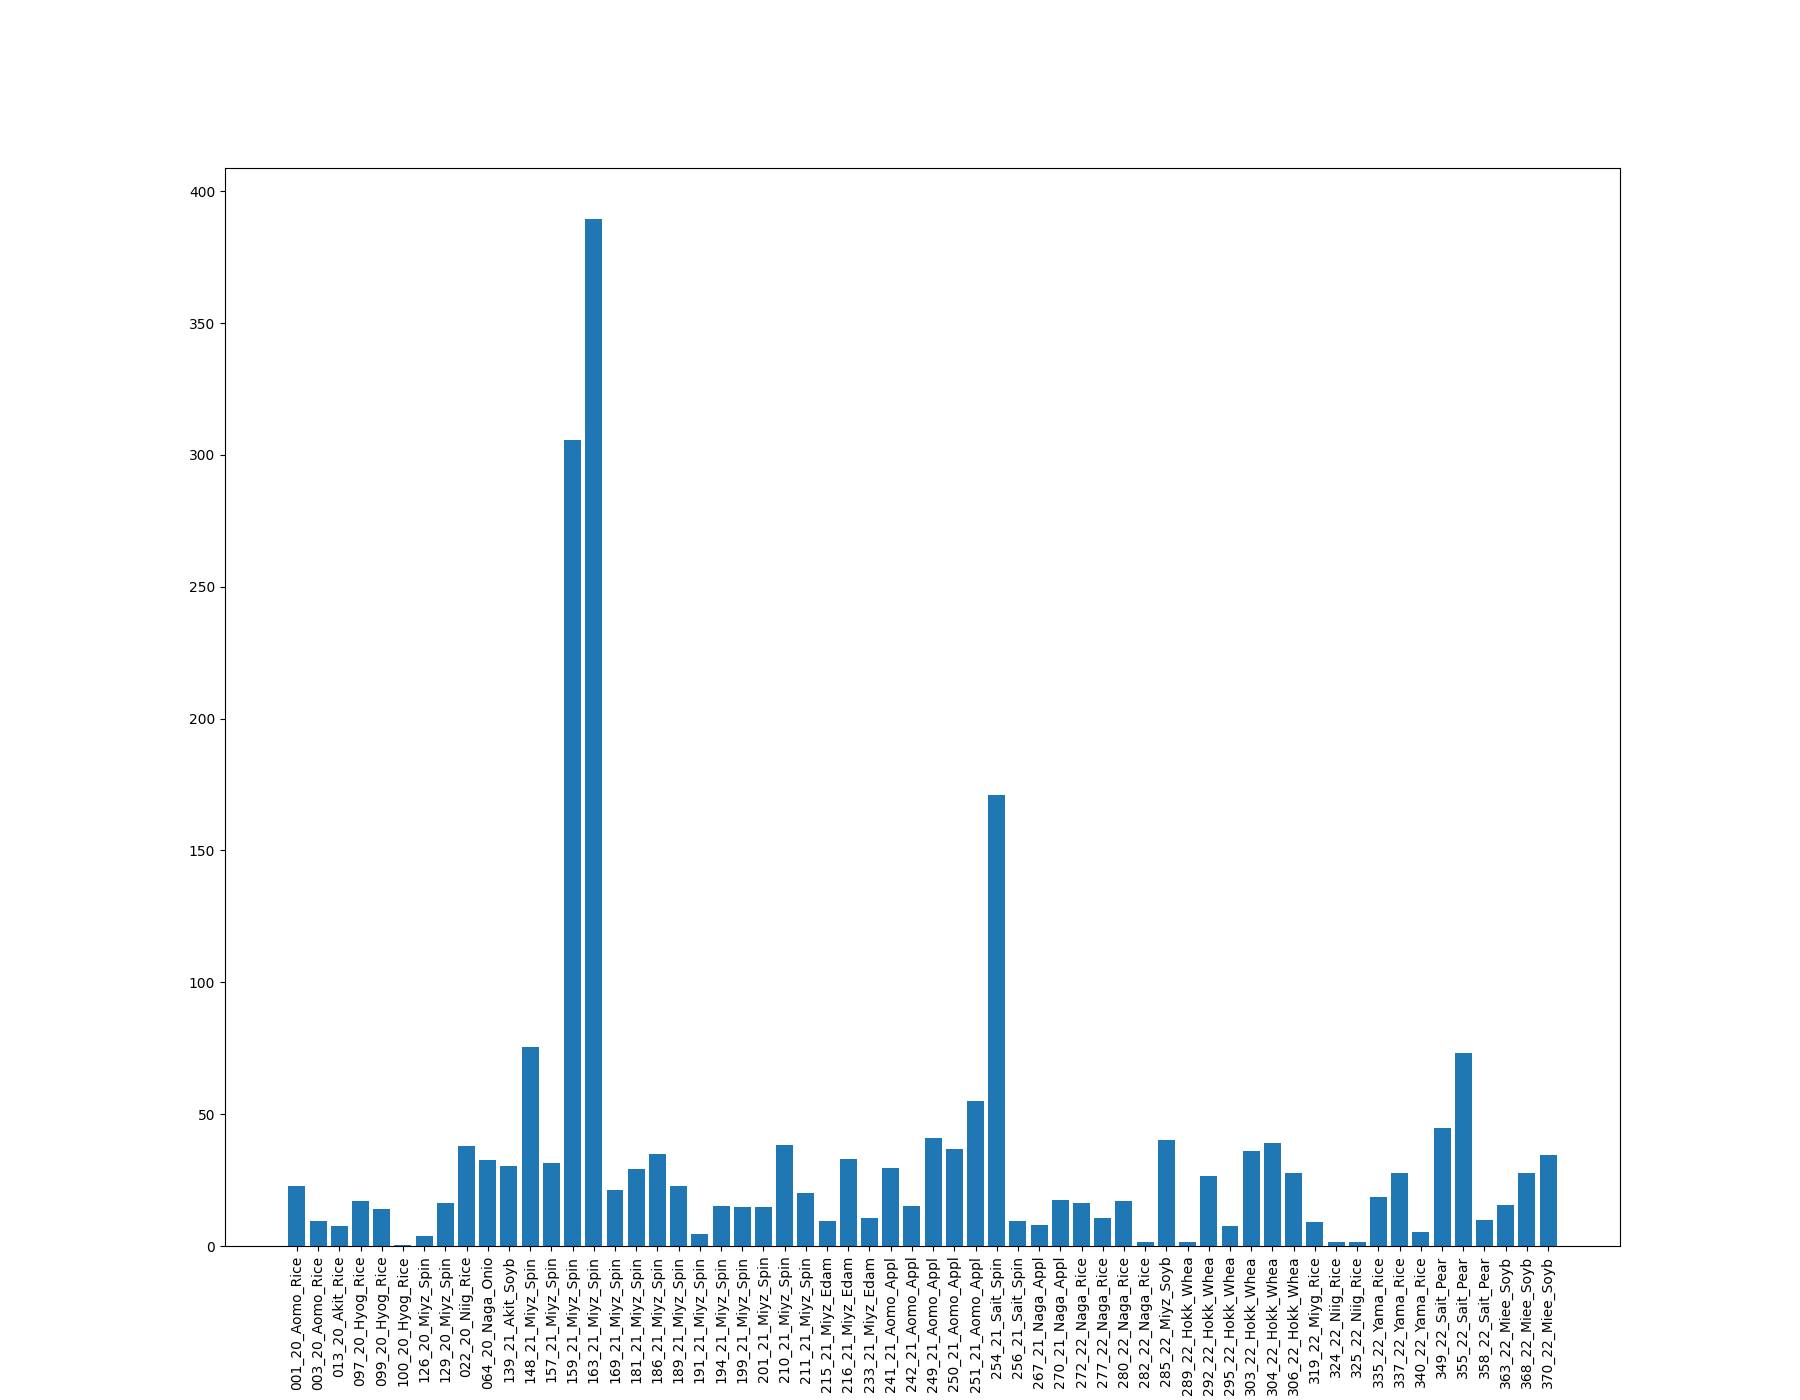 400
350
300
250
200
150
100
50
0
001_20_Aomo_Rice
003_20_Aomo_Rice
013_20_Akit_Rice
097_20_Hyog_Rice
099_20_Hyog_Rice
100_20_Hyog_Rice
126_20_Miyz_Spin
129_20_Miyz_Spin
022_20_Niig_Rice
064_20_Naga_Onio
139_21_Akit_Soyb
148_21_Miyz_Spin
157_21_Miyz_Spin
159_21_Miyz_Spin
163_21_Miyz_Spin
169_21_Miyz_Spin
181_21_Miyz_Spin
186_21_Miyz_Spin
189_21_Miyz_Spin
191_21_Miyz_Spin
194_21_Miyz_Spin
199_21_Miyz_Spin
201_21_Miyz_Spin
210_21_Miyz_Spin
211_21_Miyz_Spin
215_21_Miyz_Edam
216_21_Miyz_Edam
233_21_Miyz_Edam
241_21_Aomo_Appl
242_21_Aomo_Appl
249_21_Aomo_Appl
250_21_Aomo_Appl
251_21_Aomo_Appl
254_21_Sait_Spin
256_21_Sait_Spin
267_21_Naga_Appl
270_21_Naga_Appl
272_22_Naga_Rice
277_22_Naga_Rice
280_22_Naga_Rice
282_22_Naga_Rice
285_22_Miyz_Soyb
289_22_Hokk_Whea
292_22_Hokk_Whea
295_22_Hokk_Whea
303_22_Hokk_Whea
304_22_Hokk_Whea
306_22_Hokk_Whea
319_22_Miyg_Rice
324_22_Niig_Rice
325_22_Niig_Rice
335_22_Yama_Rice
337_22_Yama_Rice
340_22_Yama_Rice
349_22_Sait_Pear
355_22_Sait_Pear
358_22_Sait_Pear
363_22_Miee_Soyb
368_22_Miee_Soyb
370_22_Miee_Soyb